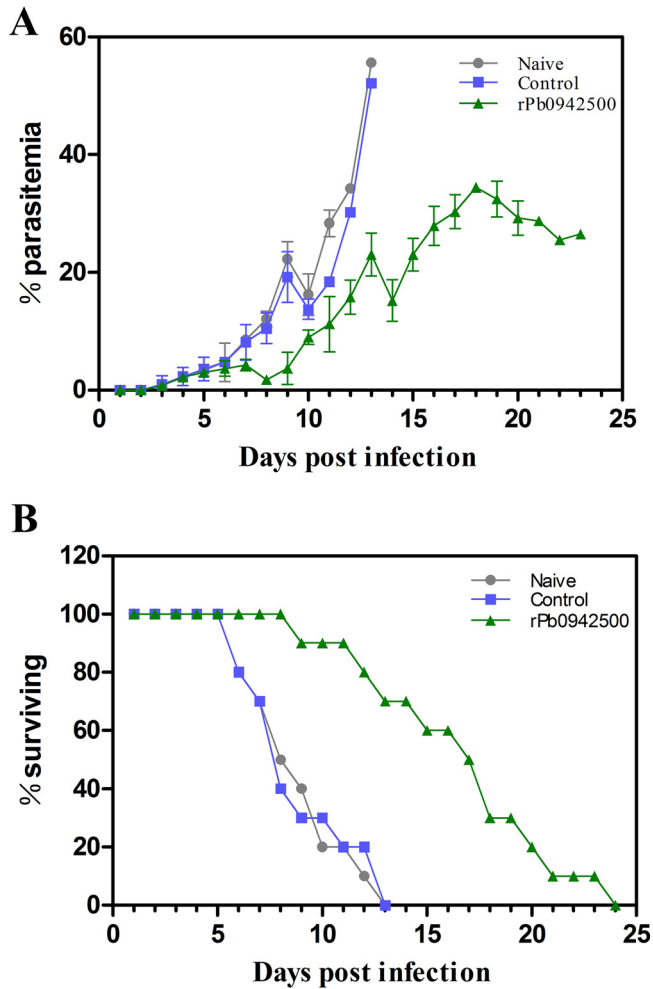 A
60
40
20
0
% parasitemia
Naive
Control
rPb0942500
0 5 10 15 20 25
Days post infection
B
120
100
80
60
40
20
0
% surviving
Naive
Control
rPb0942500
0 5 10 15 20 25
Days post infection